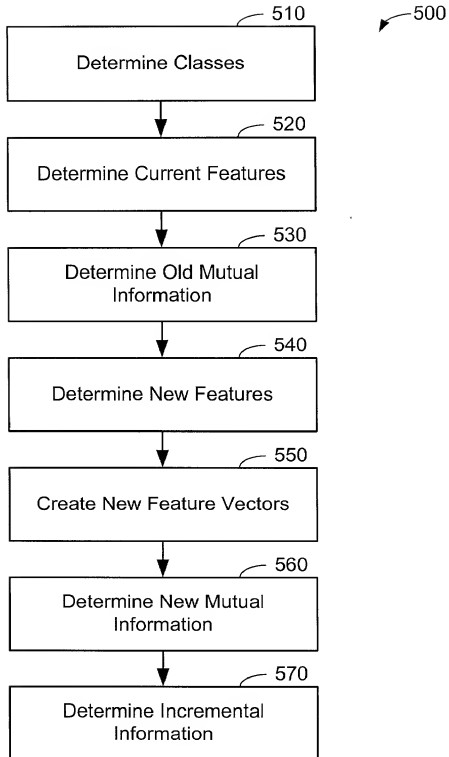 510
500
Determine Classes
520
Determine Current Features
530
Determine Old Mutual
Information
540
Determine New Features
550
Create New Feature Vectors
560
Determine New Mutual
Information
570
Determine Incremental
Information